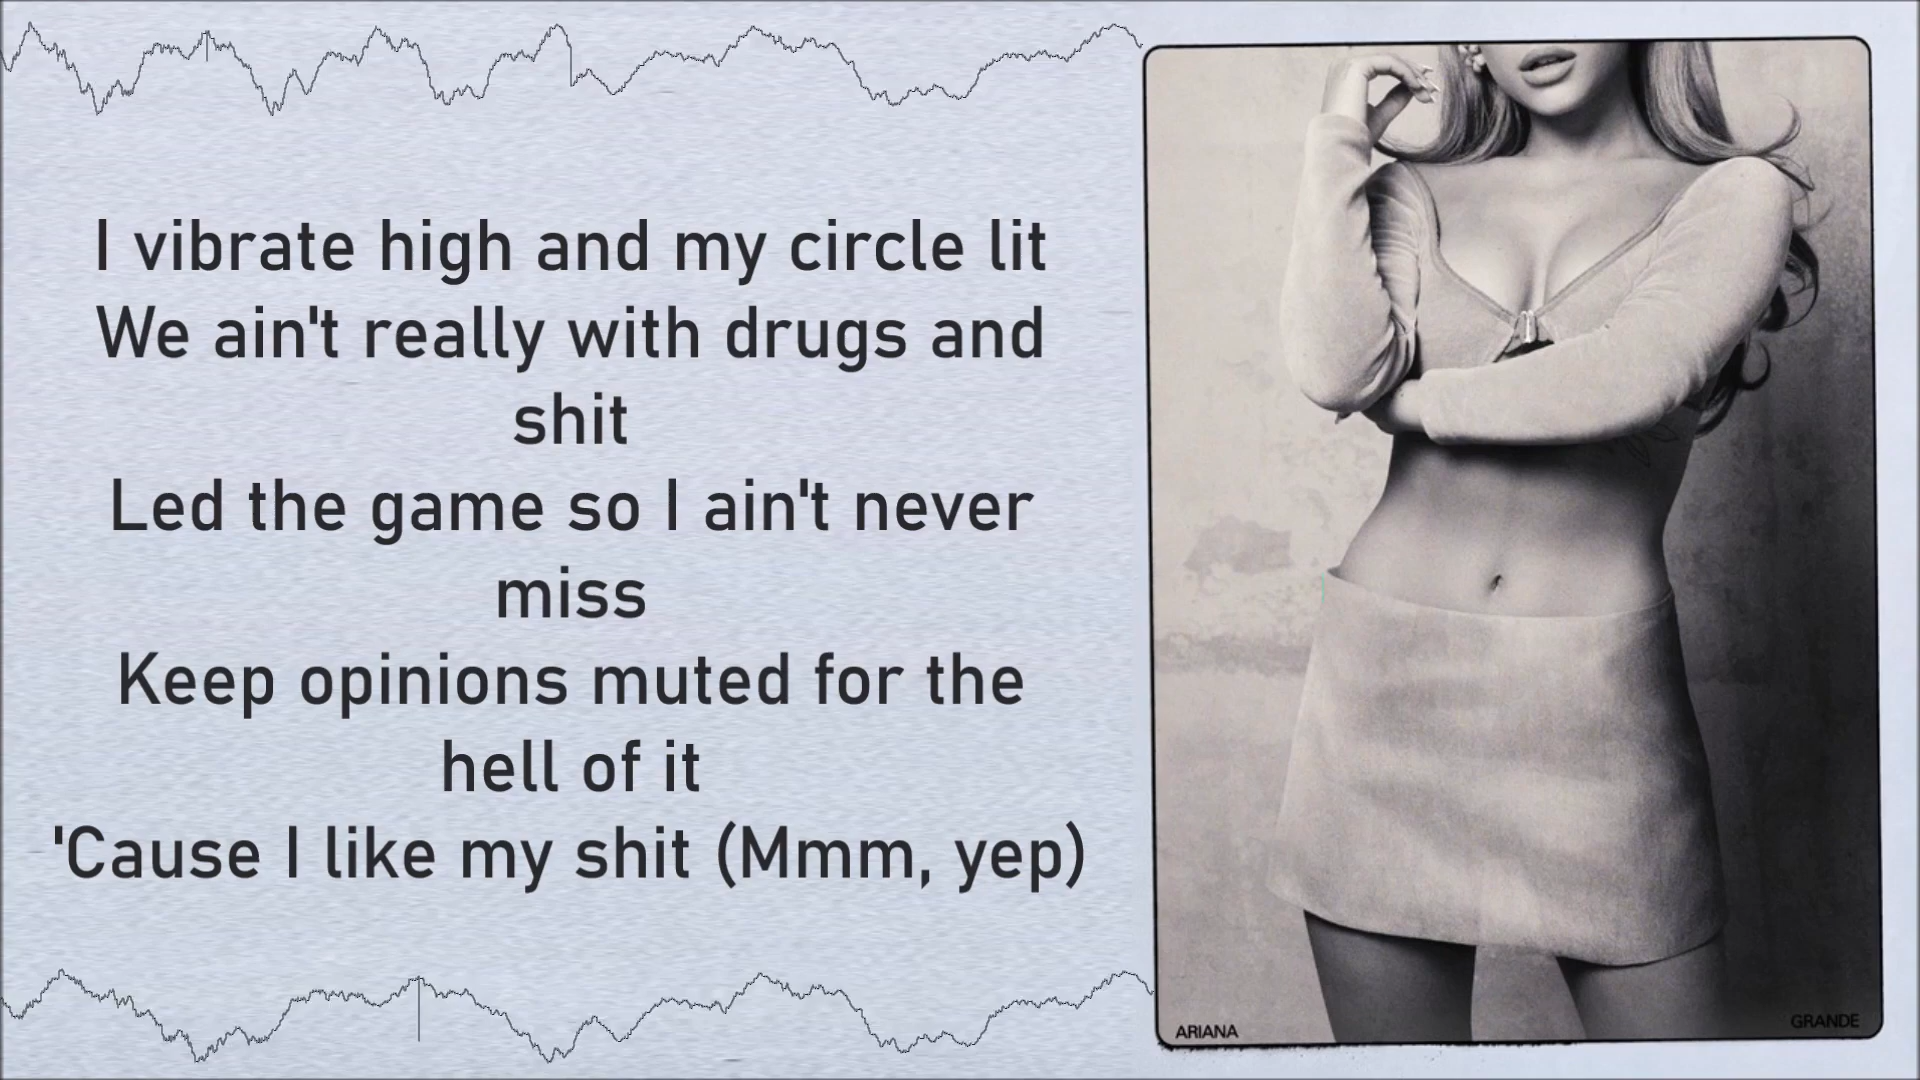 I vibrate high and my circle lit
We ain't really with drugs and
shit
Led the game so I ain't never
miss
Keep opinions muted for the
hell of it
'Cause I like my shit (Mmm, yep)
ARIANA
GRANDE